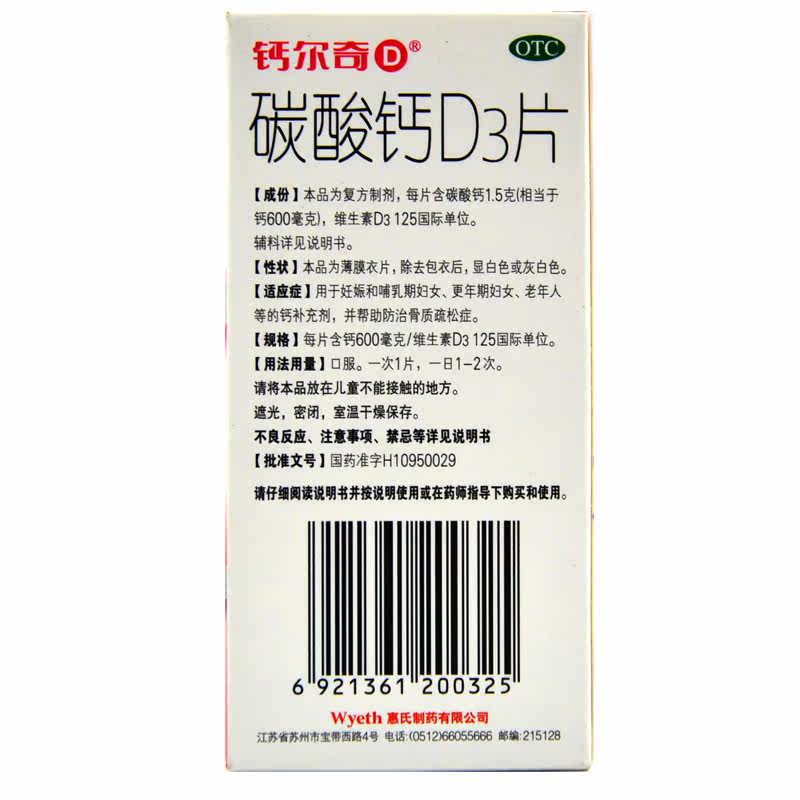 钙尔奇D®
OTC
碳酸钙D3片
【成份】本品为复方制剂，每片含碳酸钙1.5克(相当于
钙600毫克)，维生素D3 125国际单位。
辅料详见说明书。
【性状】本品为薄膜衣片，除去包衣后，显白色或灰白色。
【适应症】用于妊娠和哺乳期妇女、更年期妇女、老年人
等的钙补充剂，并帮助防治骨质疏松症。
【规格】每片含钙600毫克/维生素D3 125国际单位。
【用法用量】口服。一次1片，一日1-2次。
请将本品放在儿童不能接触的地方。
遮光，密闭，室温干燥保存。
不良反应、注意事项、禁忌等详见说明书
【批准文号】国药准字H10950029
请仔细阅读说明书并按说明使用或在药师指导下购买和使用。
6 921361 200325
Wyeth 惠氏制药有限公司
江苏省苏州市宝带西路4号 电话:(0512)66055666 邮编:215128